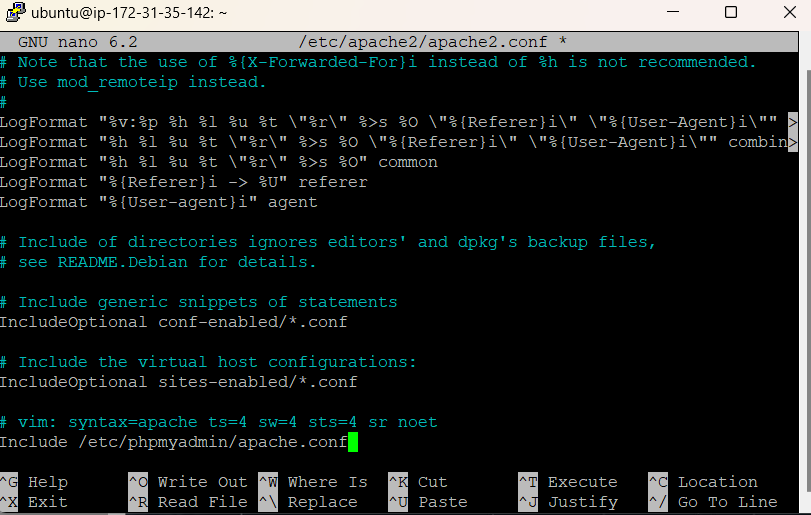 ubuntu@ip-172-31-35-142: ~
GNU nano 6.2 /etc/apache2/apache2.conf *
# Note that the use of %{X-Forwarded-For}i instead of %h is not recommended.
# Use mod_remoteip instead.
#
LogFormat "%v:%p %h %l %u %t \"%r\" %>s %O \"%{Referer}i\" \"%{User-Agent}i\"" >
LogFormat "%h %l %u %t \"%r\" %>s %O \"%{Referer}i\" \"%{User-Agent}i\"" combin>
LogFormat "%h %l %u %t \"%r\" %>s %O" common
LogFormat "%{Referer}i -> %U" referer
LogFormat "%{User-agent}i" agent
# Include of directories ignores editors' and dpkg's backup files,
# see README.Debian for details.
# Include generic snippets of statements
IncludeOptional conf-enabled/*.conf
# Include the virtual host configurations:
IncludeOptional sites-enabled/*.conf
# vim: syntax=apache ts=4 sw=4 sts=4 sr noet
Include /etc/phpmyadmin/apache.conf
^G Help ^O Write Out ^W Where Is ^K Cut ^T Execute ^C Location
^X Exit ^R Read File ^\ Replace ^U Paste ^J Justify ^/ Go To Line